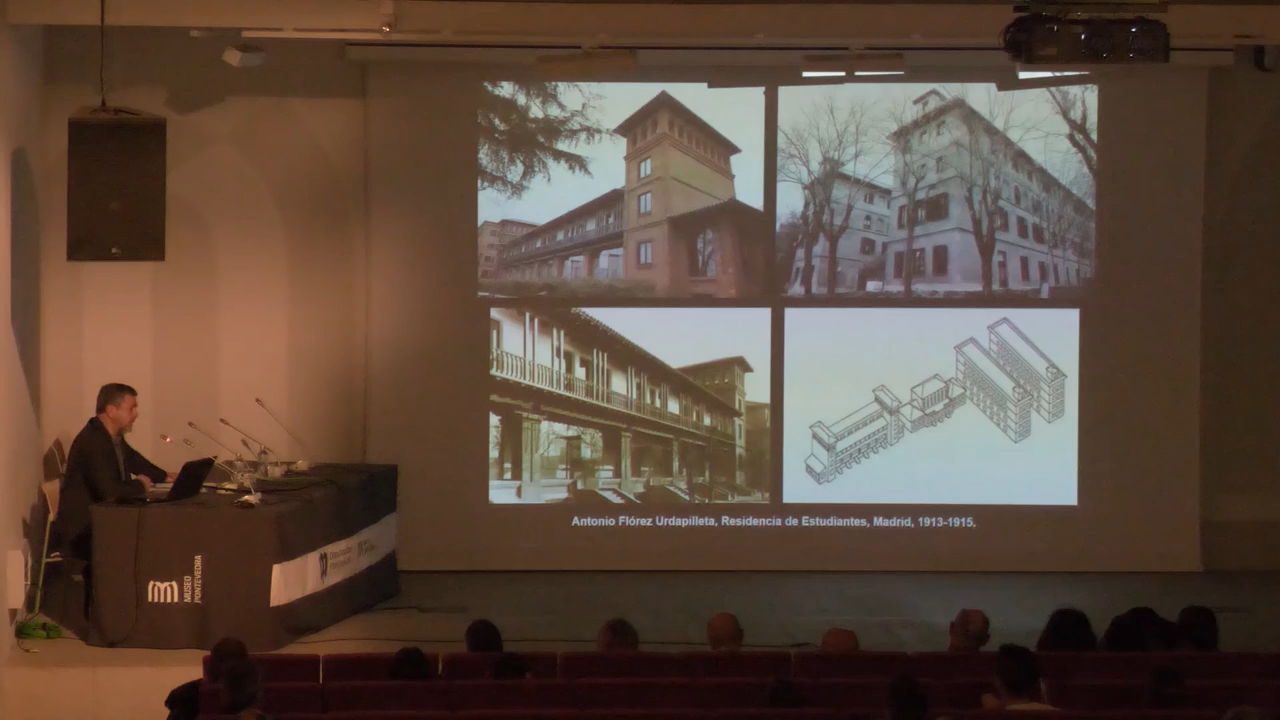 Antonio Flórez Urdapilleta, Residencia de Estudiantes, Madrid, 1913-1915.
MUSEO
PONTEVEDRA